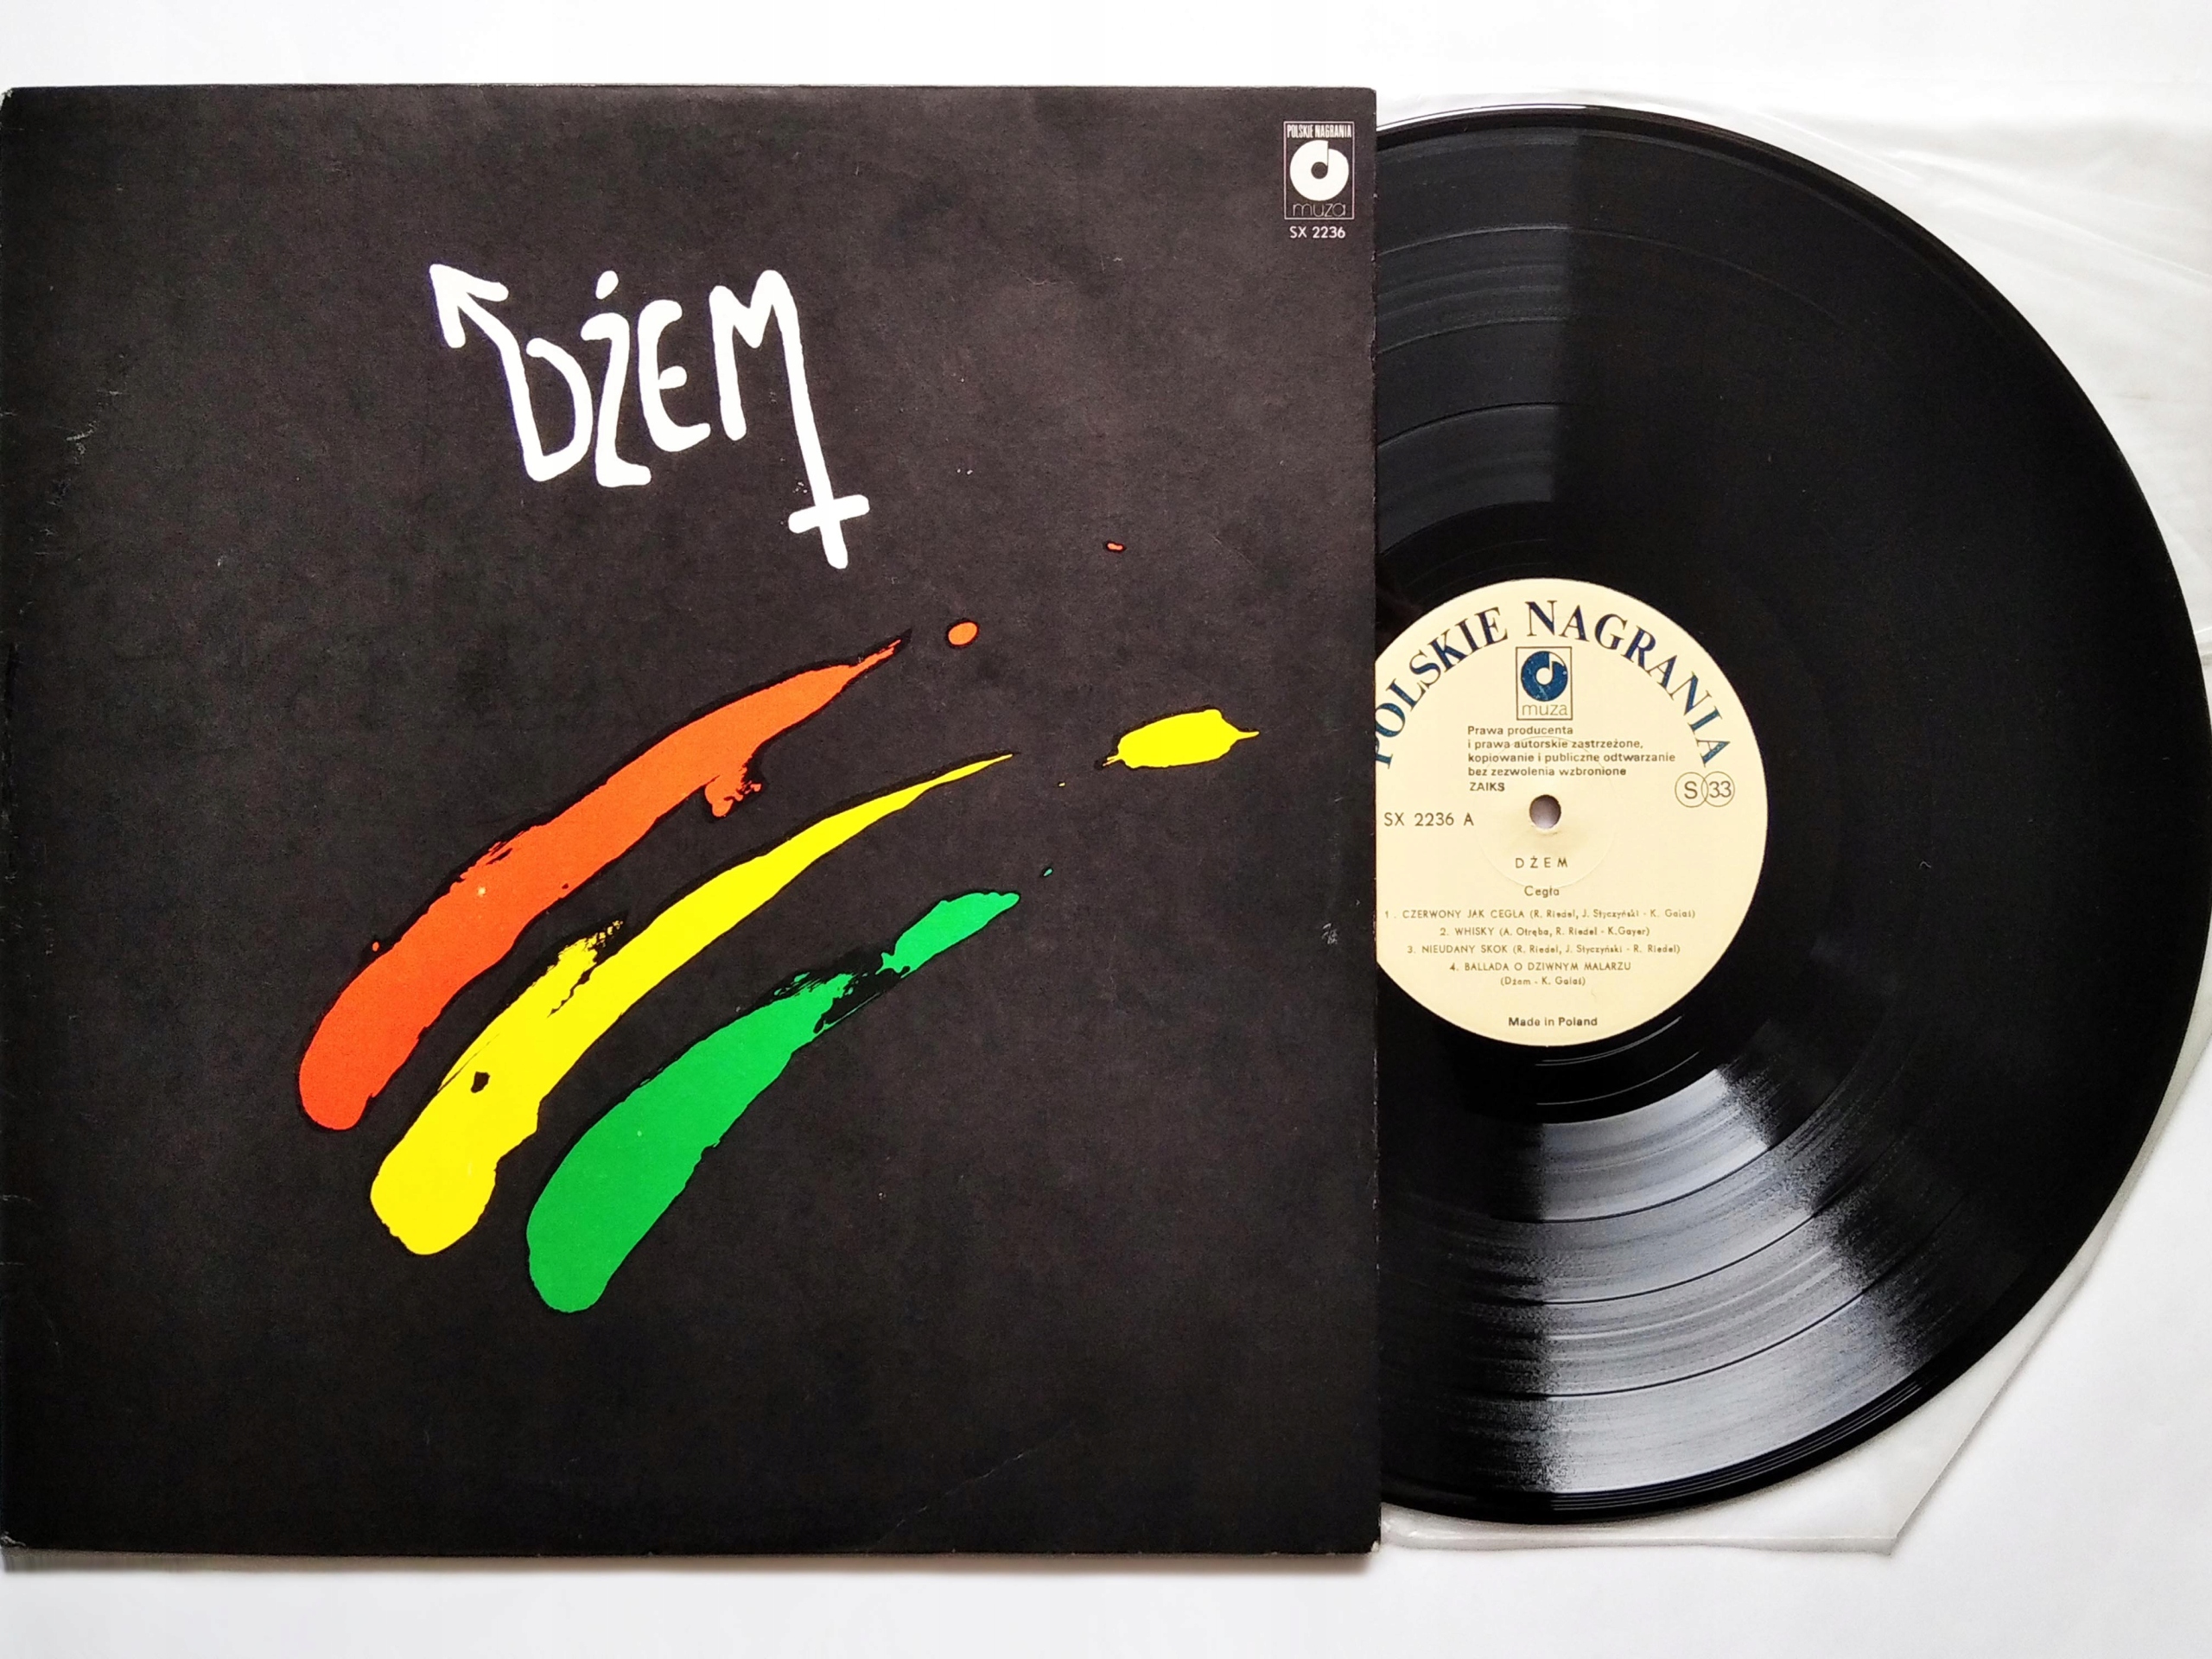 POLSKIE NAGRANIA
muza
SX 2236
DŻEM
POLSKIE NAGRANIA
muza
Prawa producenta
i prawa autorskie zastrzeżone,
kopiowanie i publiczne odtwarzanie
bez zezwolenia wzbronione
ZAIKS
S 33
SX 2236 A
DŻEM
Cegła
1. CZERWONY JAK CEGŁA (R. Riedel, J. Styczyński - K. Galaś)
2. WHISKY (A. Otręba, R. Riedel - K.Gayer)
3. NIEUDANY SKOK (R. Riedel, J. Styczyński - R. Riedel)
4. BALLADA O DZIWNYM MALARZU
(Dżem - K. Galaś)
Made in Poland